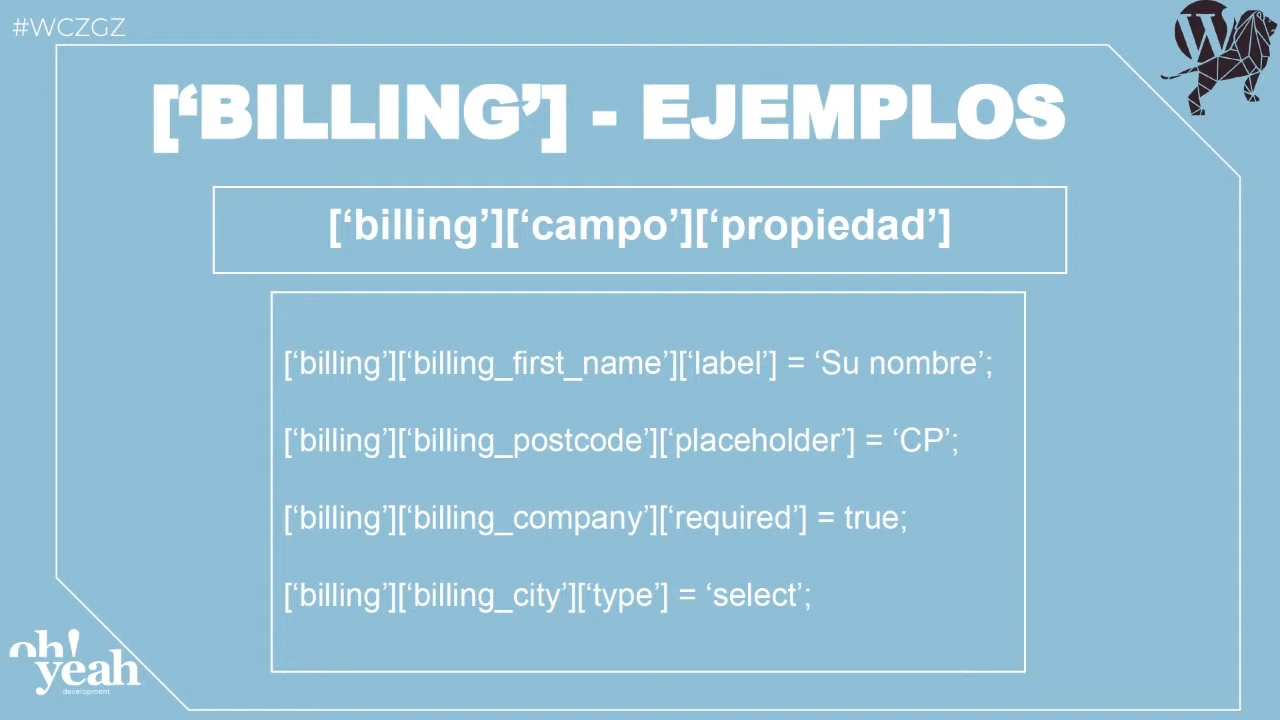 #WCZGZ
[‘BILLING’] - EJEMPLOS
[‘billing’][‘campo’][‘propiedad’]
[‘billing’][‘billing_first_name’][‘label’] = ‘Su nombre’;
[‘billing’][‘billing_postcode’][‘placeholder’] = ‘CP’;
[‘billing’][‘billing_company’][‘required’] = true;
[‘billing’][‘billing_city’][‘type’] = ‘select’;
oh!
yeah
development